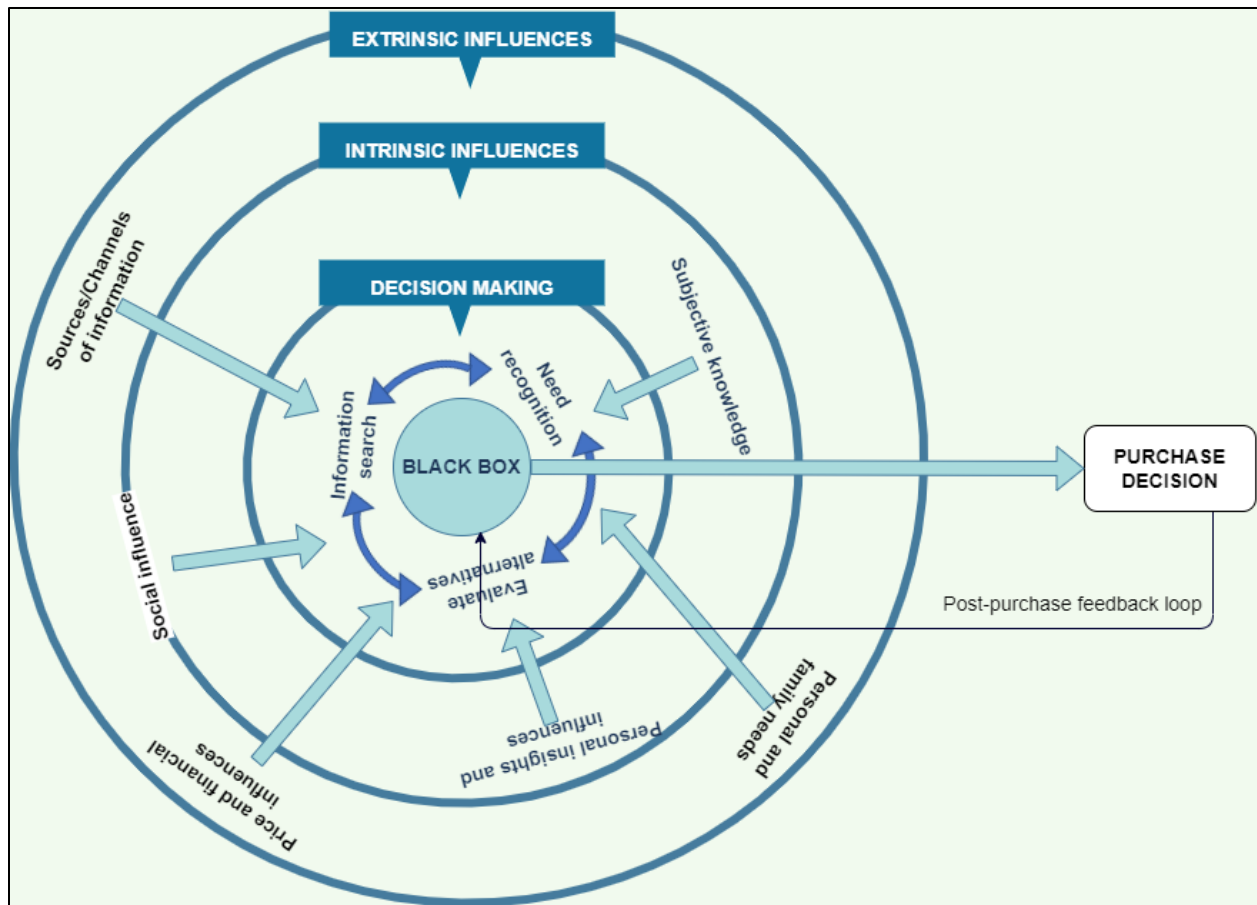 EXTRINSIC INFLUENCES
INTRINSIC INFLUENCES
DECISION MAKING
Sources/Channels
of information
Subjective knowledge
Need
recognition
Information
search
BLACK BOX
PURCHASE
DECISION
Evaluate
alternatives
Social influence
Post-purchase feedback loop
Personal and
family needs
Personal insights and
influences
Price and financial
influences